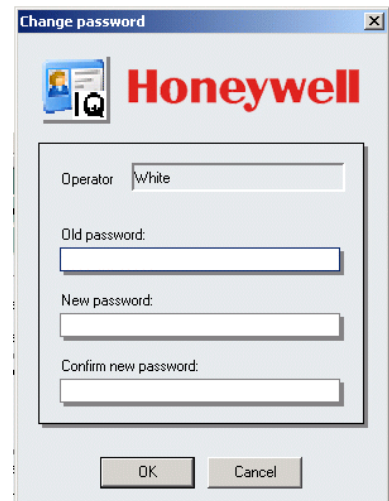 Change password
IQ
Honeywell
Operator White
Old password:
New password:
Confirm new password:
OK Cancel